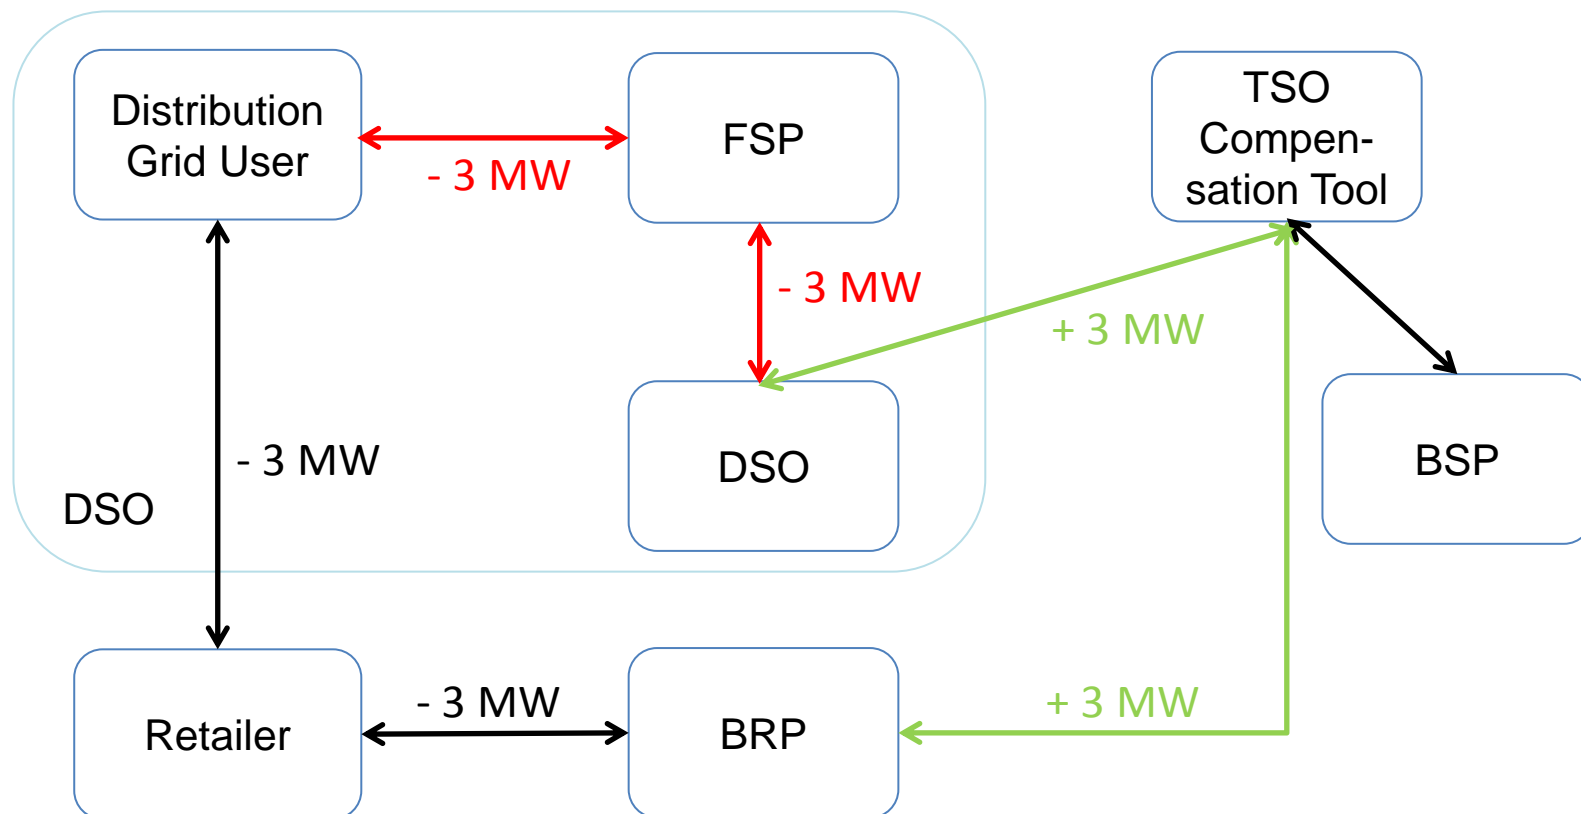 Distribution
Grid User
- 3 MW
FSP
TSO
Compen-
sation Tool
- 3 MW
+ 3 MW
- 3 MW
DSO
DSO
BSP
Retailer
- 3 MW
BRP
+ 3 MW